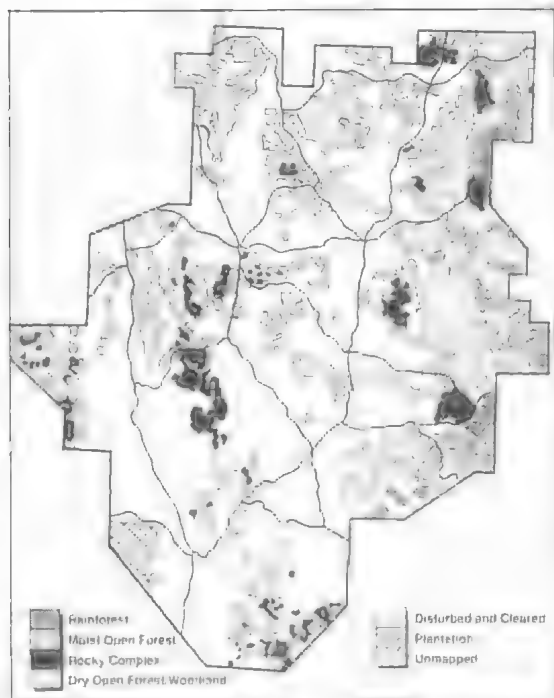 Rainforest
Moist Open Forest
Rocky Complex
Dry Open Forest Woodland
Disturbed and Cleared
Plantation
Unmapped